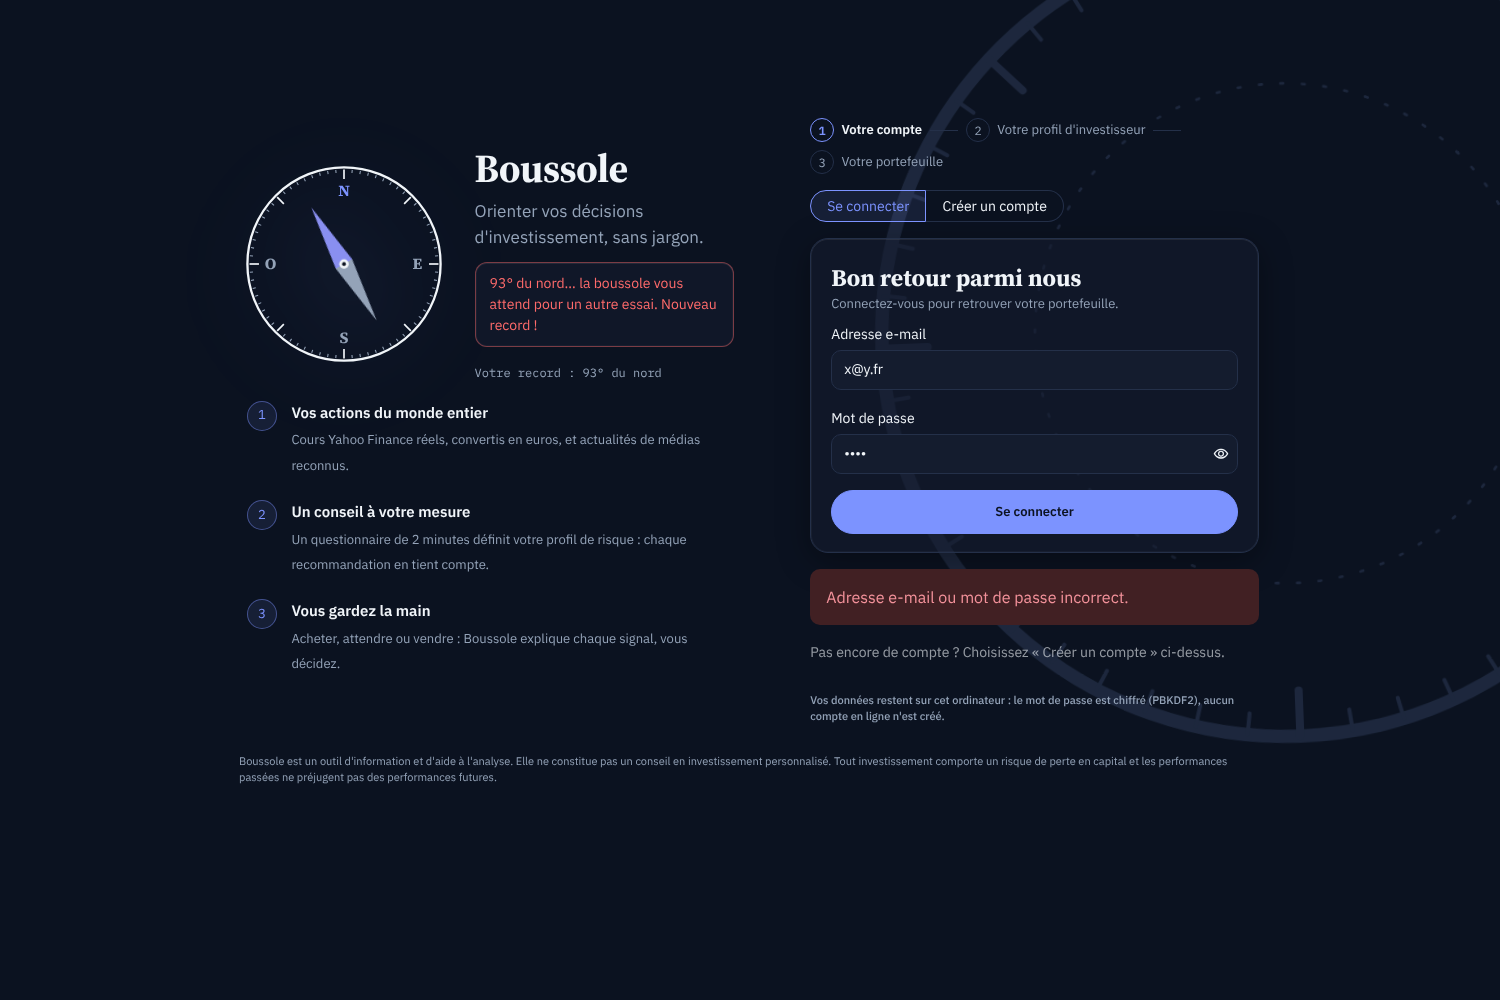 N
O
E
S
Boussole
Orienter vos décisions
d'investissement, sans jargon.
93° du nord... la boussole vous
attend pour un autre essai. Nouveau
record !
Votre record : 93° du nord
1 Vos actions du monde entier
Cours Yahoo Finance réels, convertis en euros, et actualités de médias
reconnus.
2 Un conseil à votre mesure
Un questionnaire de 2 minutes définit votre profil de risque : chaque
recommandation en tient compte.
3 Vous gardez la main
Acheter, attendre ou vendre : Boussole explique chaque signal, vous
décidez.
1 Votre compte 2 Votre profil d'investisseur
3 Votre portefeuille
Se connecter Créer un compte
Bon retour parmi nous
Connectez-vous pour retrouver votre portefeuille.
Adresse e-mail
x@y.fr
Mot de passe
••••
Se connecter
Adresse e-mail ou mot de passe incorrect.
Pas encore de compte ? Choisissez « Créer un compte » ci-dessus.
Vos données restent sur cet ordinateur : le mot de passe est chiffré (PBKDF2), aucun
compte en ligne n'est créé.
Boussole est un outil d'information et d'aide à l'analyse. Elle ne constitue pas un conseil en investissement personnalisé. Tout investissement comporte un risque de perte en capital et les performances
passées ne préjugent pas des performances futures.